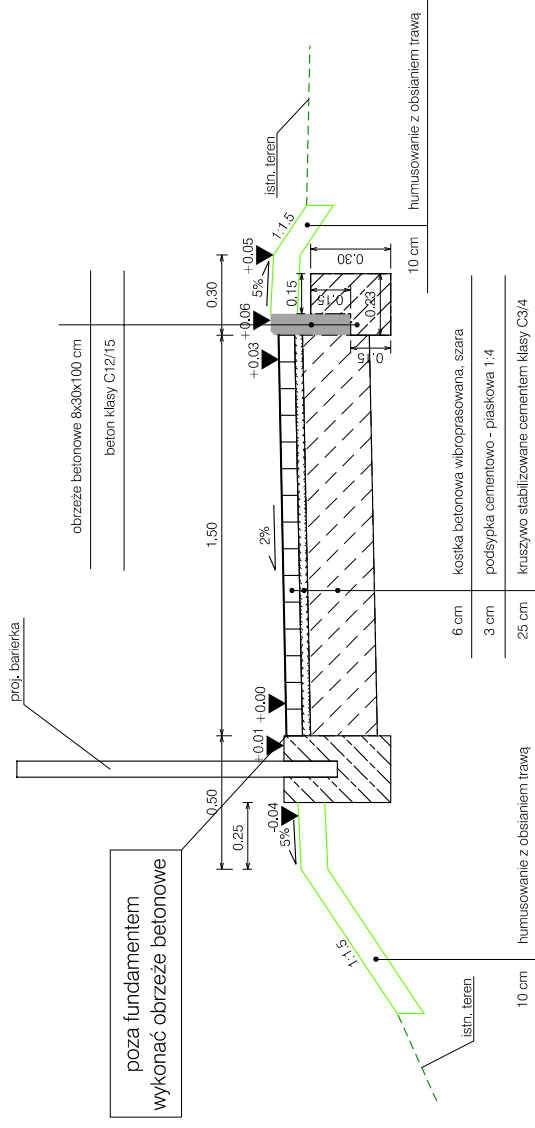 poza fundamentem
wykonać obrzeże betonowe
proj. barierka
obrzeże betonowe 8x30x100 cm
beton klasy C12/15
0.50
1.50
0.30
0.25
-0.04
5%
+0.01
+0.00
2%
+0.03
+0.06
5%
+0.05
1:1.5
istn. teren
1:1.5
0.15
0.15
0.23
0.15
0.30
istn. teren
10 cm humusowanie z obsianiem trawą
6 cm kostka betonowa wibroprasowana, szara
3 cm podsypka cementowo - piaskowa 1:4
25 cm kruszywo stabilizowane cementem klasy C3/4
10 cm humusowanie z obsianiem trawą